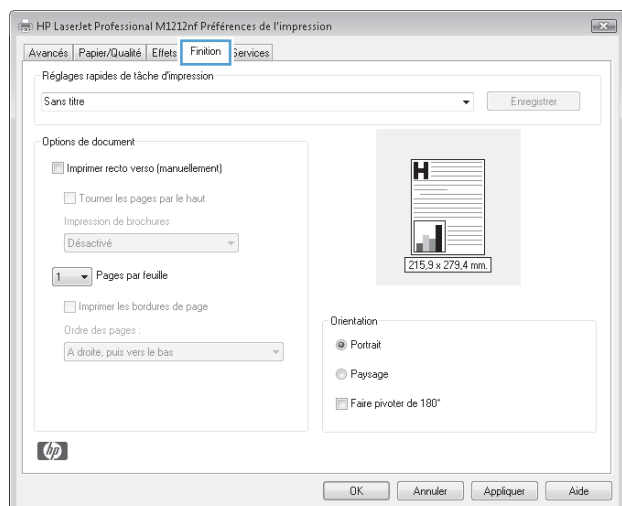 HP LaserJet Professional M1212nf Préférences de l'impression
Avancés Papier/Qualité Effets Finition Services
Réglages rapides de tâche d'impression
Sans titre
Enregistrer
Options de document
Imprimer recto verso (manuellement)
Tourner les pages par le haut
Impression de brochures
Désactivé
1 Pages par feuille
Imprimer les bordures de page
Ordre des pages :
A droite, puis vers le bas
H
215,9 x 279,4 mm.
Orientation
Portrait
Paysage
Faire pivoter de 180°
hp
OK Annuler Appliquer Aide